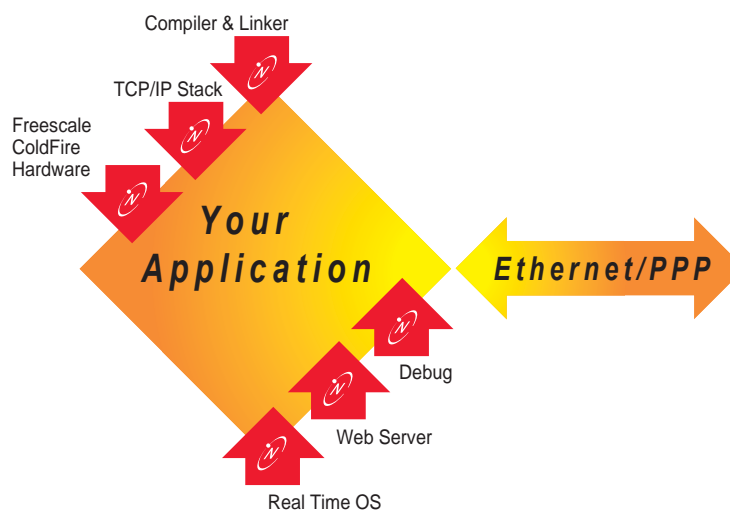 Compiler & Linker
TCP/IP Stack
Freescale
ColdFire
Hardware
Your
Application
Ethernet/PPP
Debug
Web Server
Real Time OS